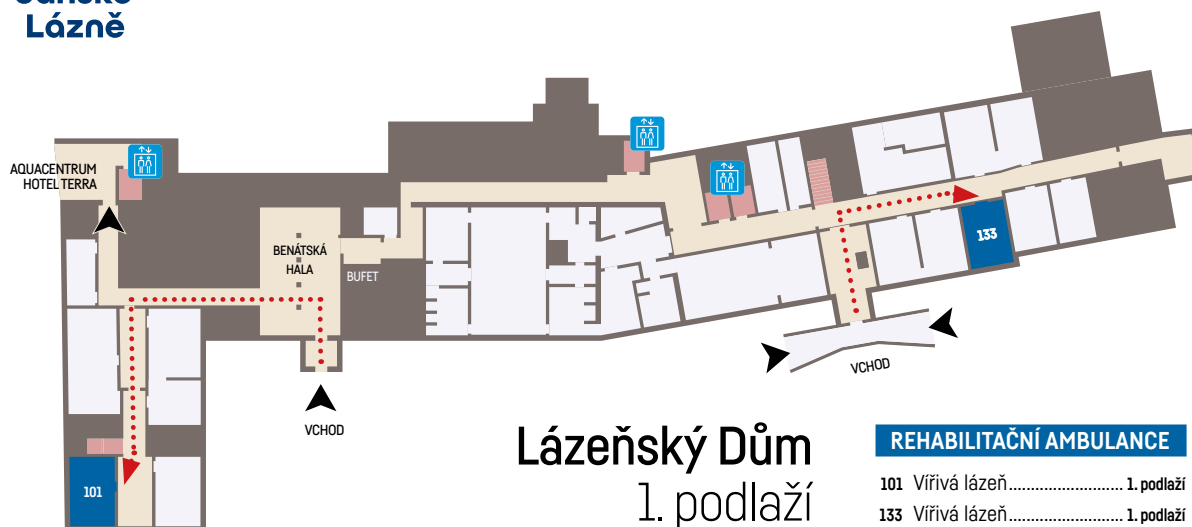 Lázně
AQUACENTRUM
HOTEL TERRA
BENÁTSKÁ
HALA
BUFET
133
VCHOD
VCHOD
101
Lázeňský Dům
1. podlaží
REHABILITAČNÍ AMBULANCE
101 Vířivá lázeň............................ 1. podlaží
133 Vířivá lázeň............................ 1. podlaží